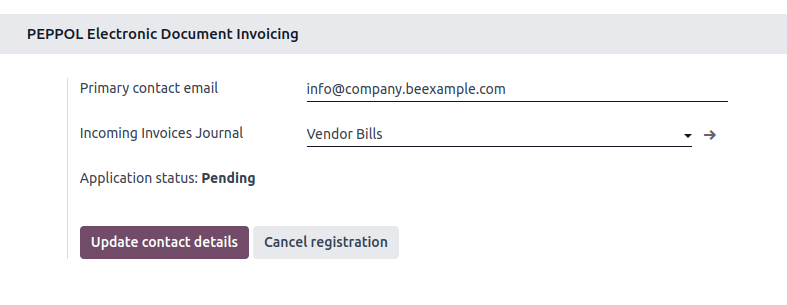 PEPPOL Electronic Document Invoicing
Primary contact email info@company.beexample.com
Incoming Invoices Journal Vendor Bills
Application status: Pending
Update contact details Cancel registration